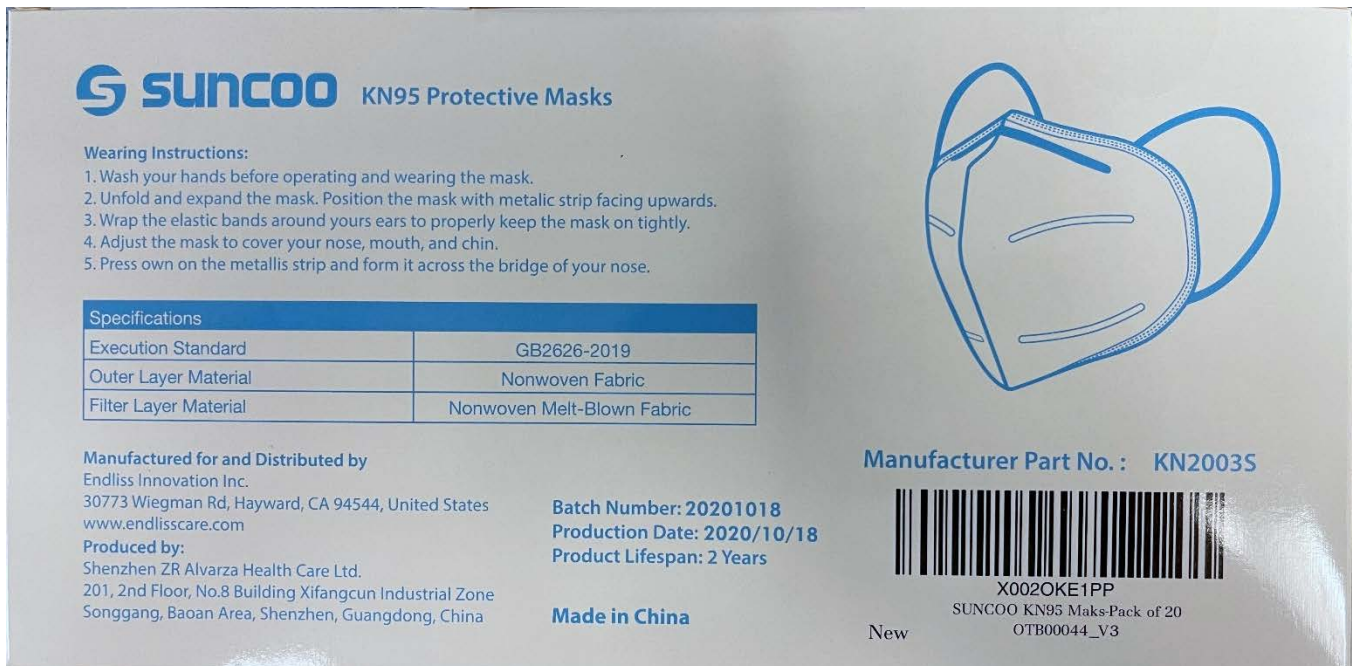 SUNCOO KN95 Protective Masks
Wearing Instructions:
1. Wash your hands before operating and wearing the mask.
2. Unfold and expand the mask. Position the mask with metalic strip facing upwards.
3. Wrap the elastic bands around yours ears to properly keep the mask on tightly.
4. Adjust the mask to cover your nose, mouth, and chin.
5. Press own on the metallis strip and form it across the bridge of your nose.
Specifications
Execution Standard GB2626-2019
Outer Layer Material Nonwoven Fabric
Filter Layer Material Nonwoven Melt-Blown Fabric
Manufactured for and Distributed by
Endliss Innovation Inc.
30773 Wiegman Rd, Hayward, CA 94544, United States
www.endlisscare.com
Produced by:
Shenzhen ZR Alvarza Health Care Ltd.
201, 2nd Floor, No.8 Building Xifangcun Industrial Zone
Songgang, Baoan Area, Shenzhen, Guangdong, China
Batch Number: 20201018
Production Date: 2020/10/18
Product Lifespan: 2 Years
Made in China
Manufacturer Part No. : KN2003S
X002OKE1PP
SUNCOO KN95 Maks-Pack of 20
New OTB00044_V3